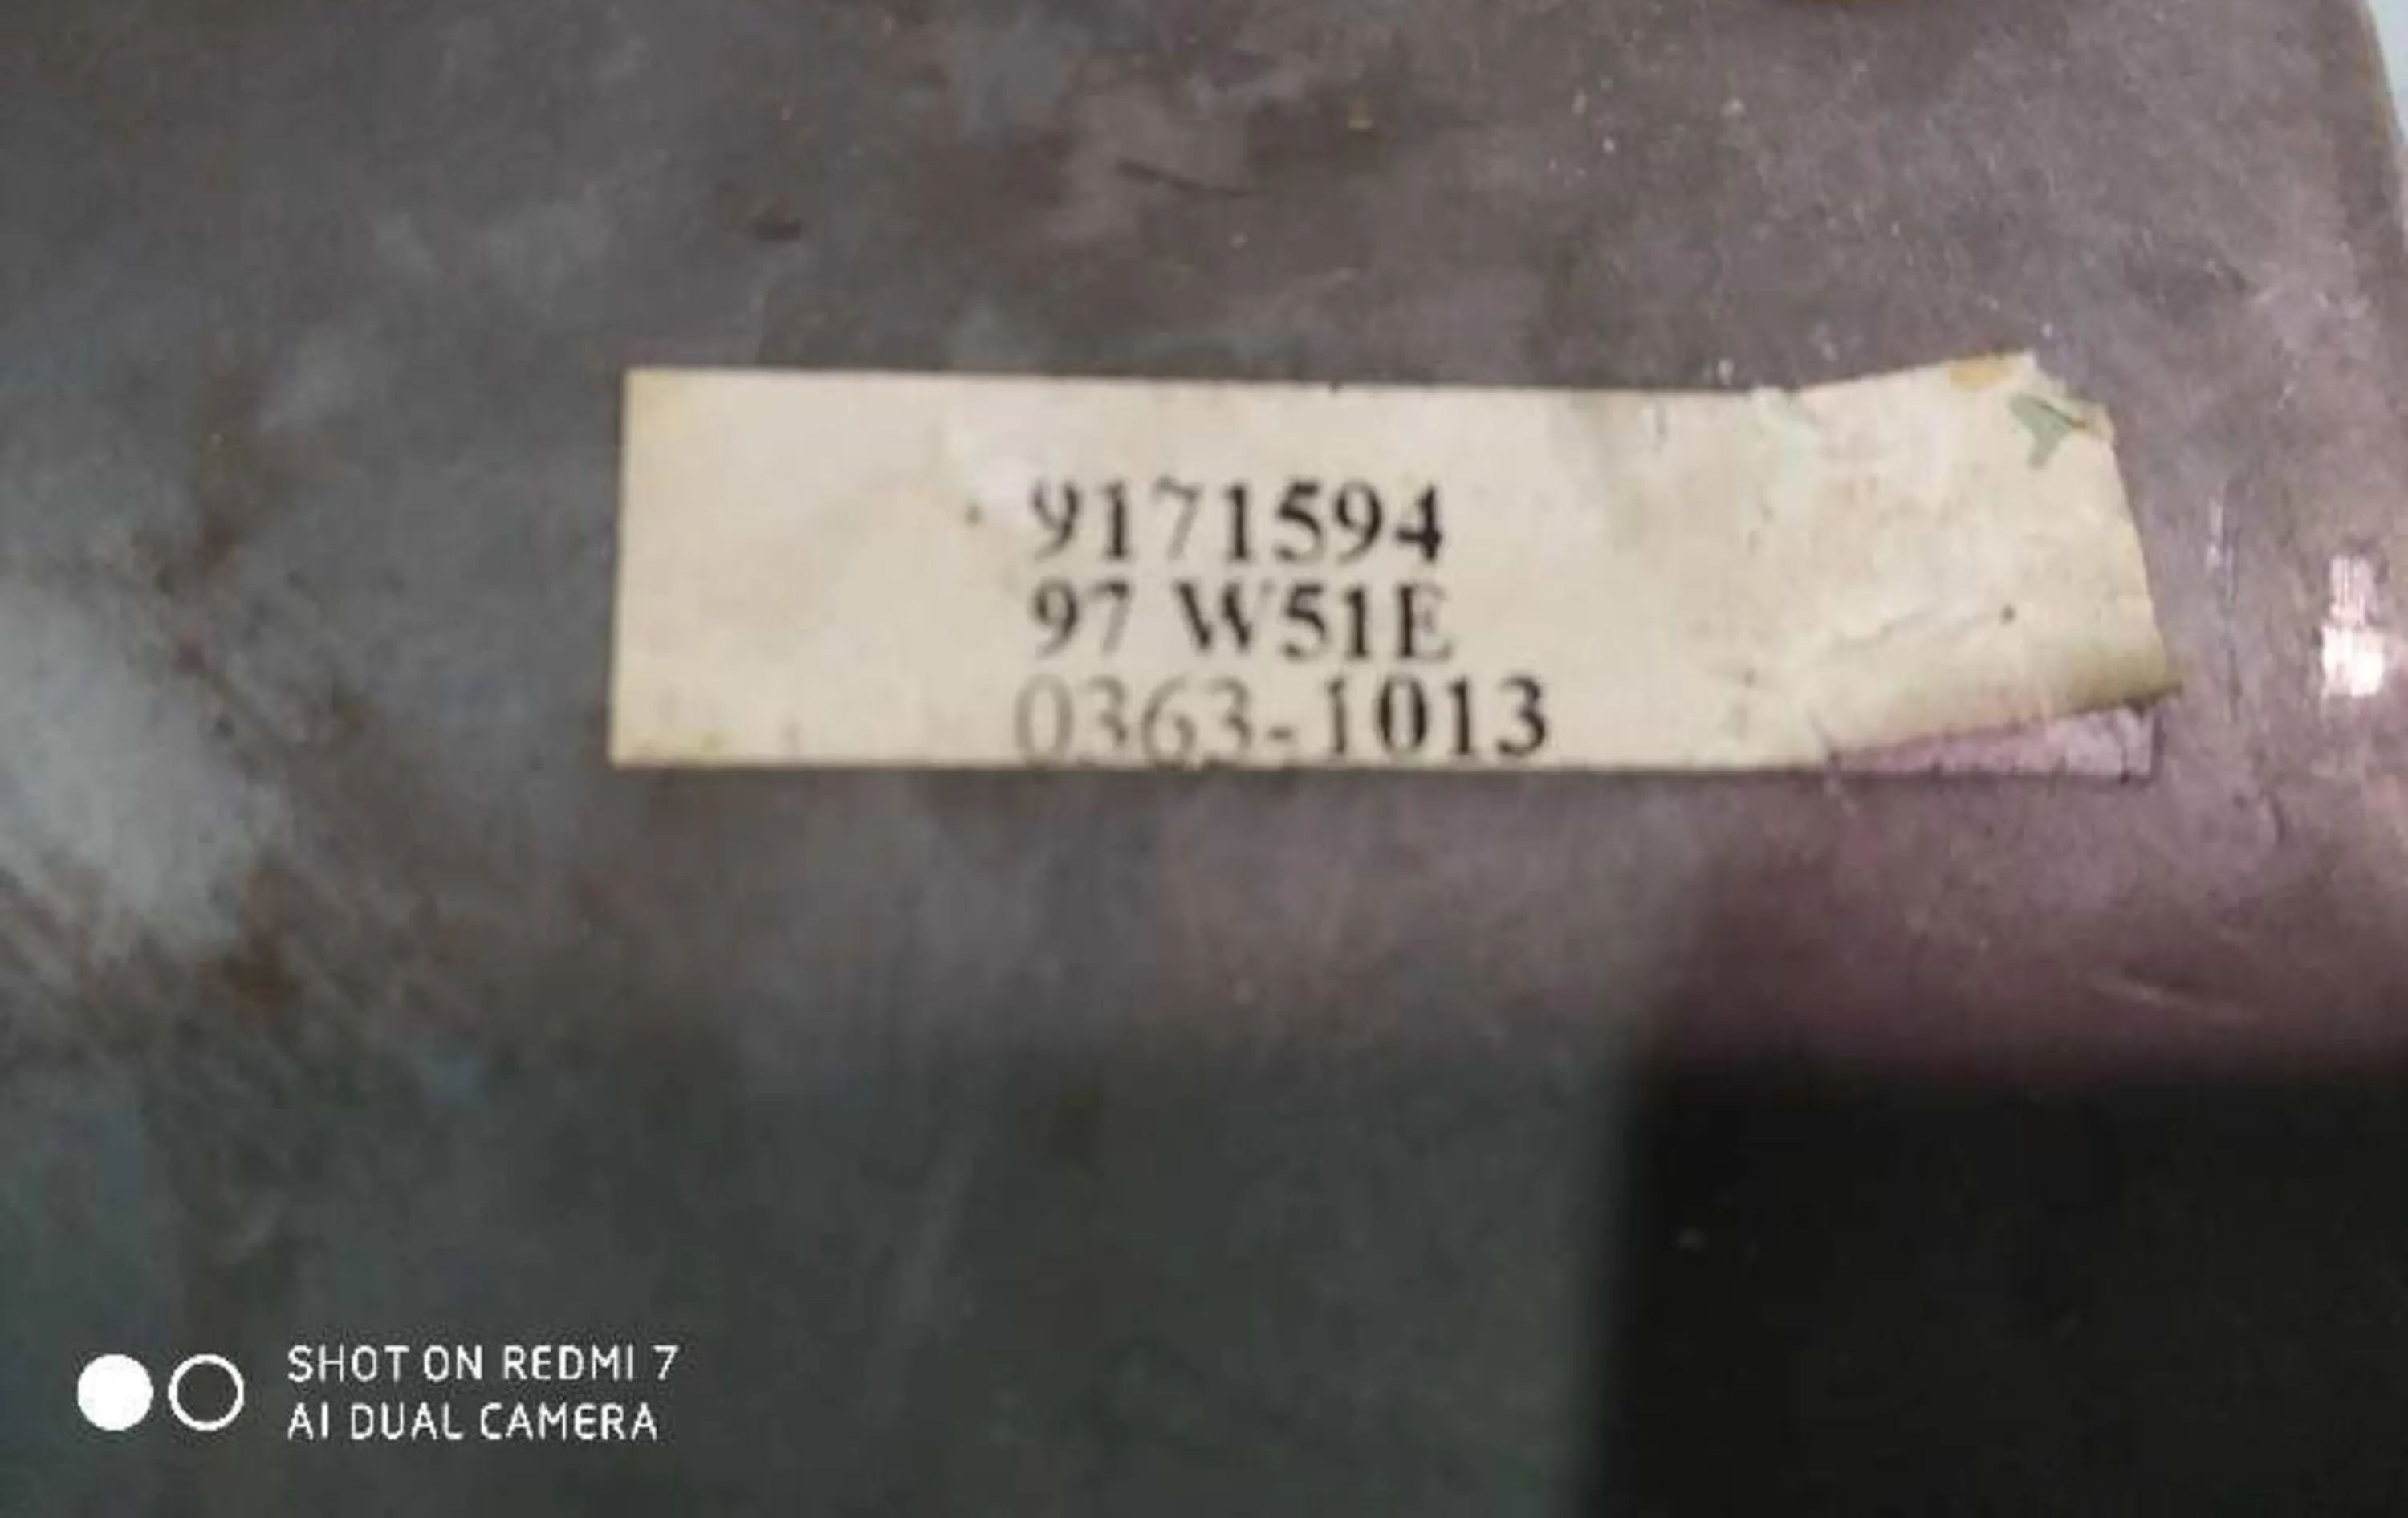 9171594
97 W51E
0363-1013
SHOT ON REDMI 7
AI DUAL CAMERA